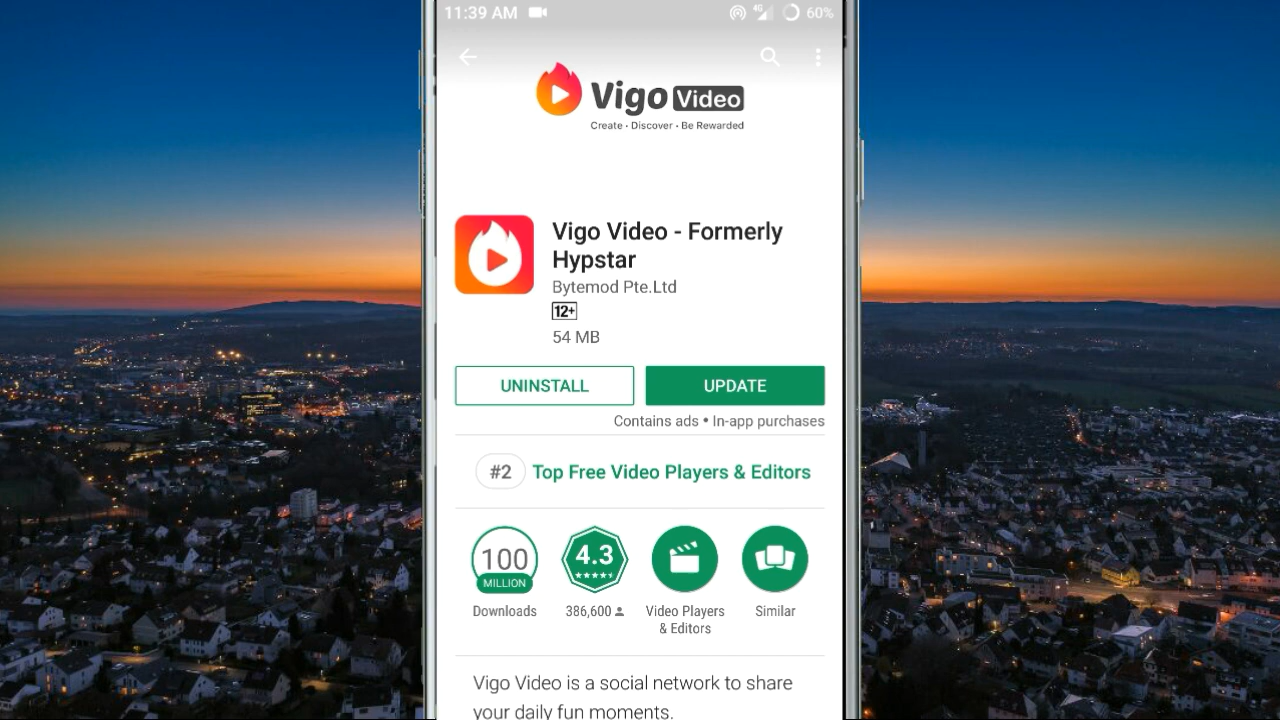 11:39 AM
4G
60%
Vigo Video
Create • Discover • Be Rewarded
Vigo Video - Formerly
Hypstar
Bytemod Pte.Ltd
12+
54 MB
UNINSTALL
UPDATE
Contains ads • In-app purchases
#2 Top Free Video Players & Editors
100
MILLION
4.3
Downloads
386,600
Video Players
& Editors
Similar
Vigo Video is a social network to share
your daily fun moments.